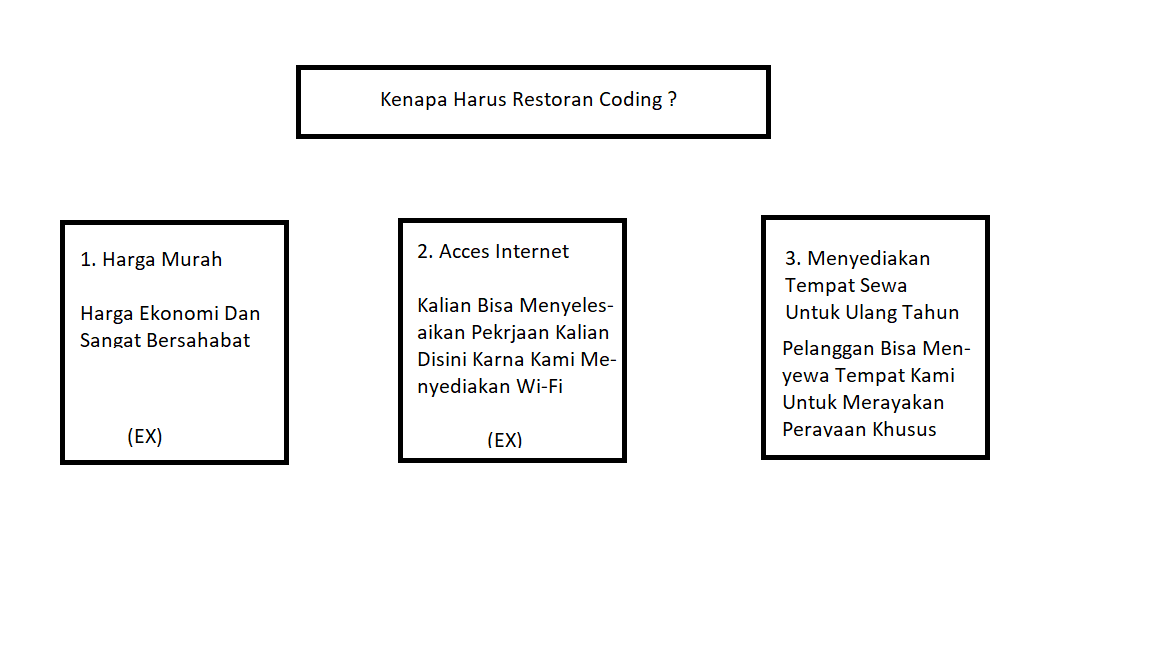 Kenapa Harus Restoran Coding ?
1. Harga Murah
Harga Ekonomi Dan
Sangat Bersahabat
(EX)
2. Acces Internet
Kalian Bisa Menyeles-
aikan Pekrjaan Kalian
Disini Karna Kami Me-
nyediakan Wi-Fi
(EX)
3. Menyediakan
Tempat Sewa
Untuk Ulang Tahun
Pelanggan Bisa Men-
yewa Tempat Kami
Untuk Merayakan
Perayaan Khusus